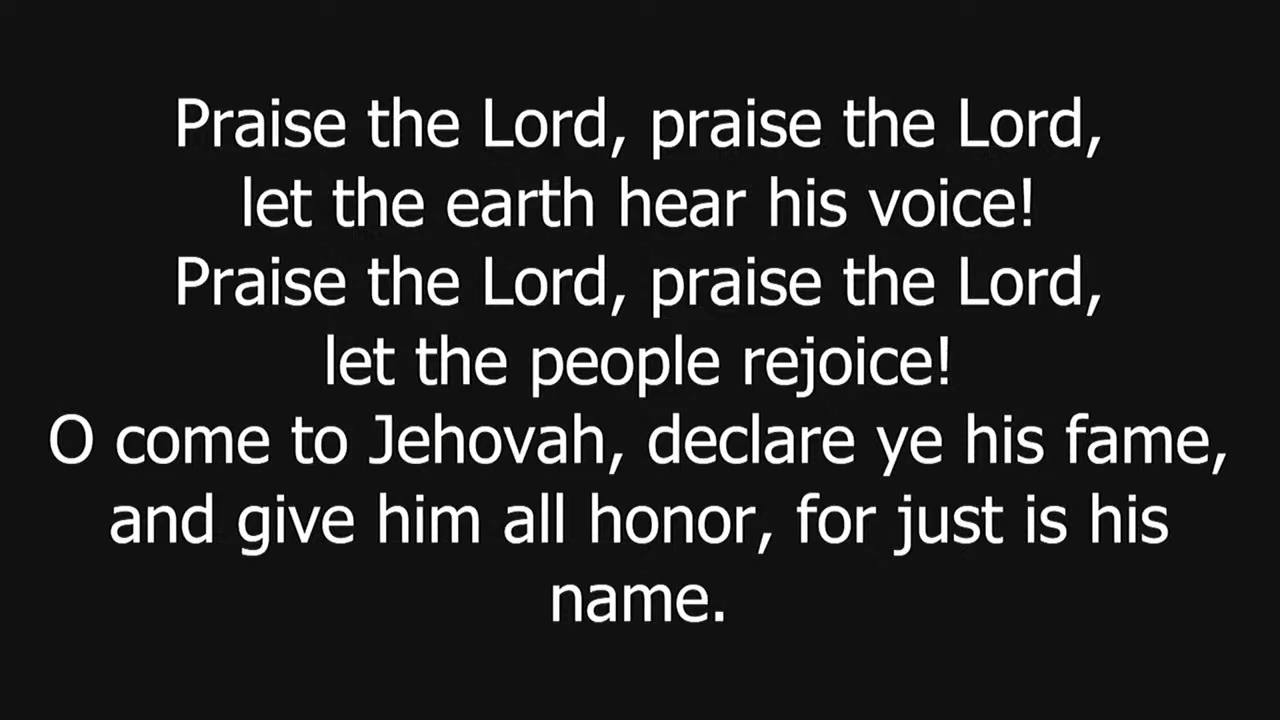 Praise the Lord, praise the Lord,
let the earth hear his voice!
Praise the Lord, praise the Lord,
let the people rejoice!
O come to Jehovah, declare ye his fame,
and give him all honor, for just is his
name.